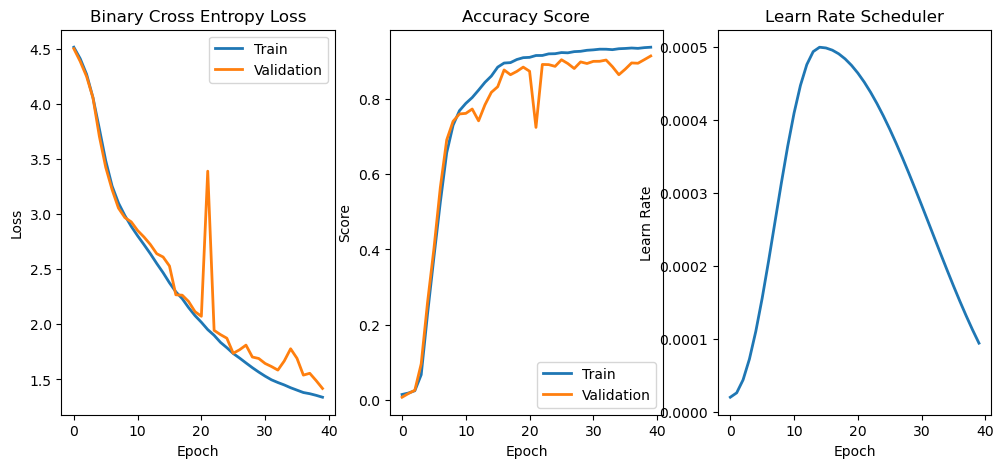 Binary Cross Entropy Loss
Loss
4.5
4.0
3.5
3.0
2.5
2.0
1.5
0
10
20
30
40
Epoch
Train
Validation
Accuracy Score
Score
0.8
0.6
0.4
0.2
0.0
0
10
20
30
40
Epoch
Train
Validation
Learn Rate Scheduler
Learn Rate
0.0005
0.0004
0.0003
0.0002
0.0001
0.0000
0
10
20
30
40
Epoch